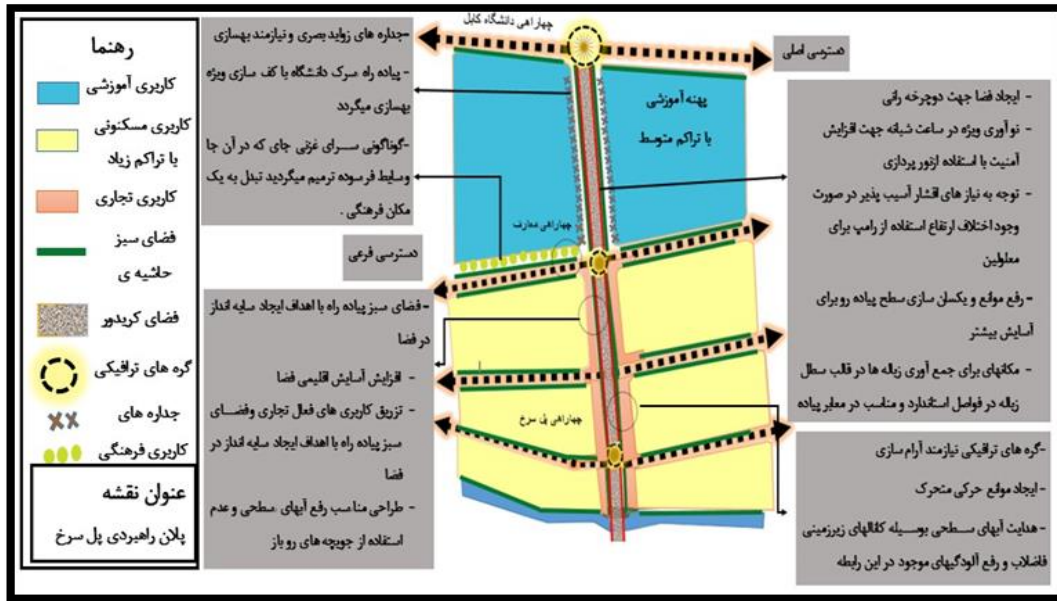 رهنما
کاربری آموزشی
کاربری مسکنونی
با تراکم زیاد
کاربری تجاری
فضای سبز
حاشیه ی
فضای کریدور
گره های ترافیکی
جداره های
کاربری فرهنگی
عنوان نقشه
پلان راهبردی پل سرخ
چهاراهی دانشگاه کابل
دسترسی اصلی
پهنه آموزشی
با تراکم متوسط
چهاراهی معارف
دسترسی فرعی
چهاراهی پل سرخ
-جداره های زواید بصری و نیازمند بهسازی
- پیاده راه سرک دانشگاه با کف سازی ویژه
بهسازی میگردد
-گوناگونی سرای غزنی جای که در آن جا
وسایط فرسوده ترمیم میگردید تبدل به یک
مکان فرهنگی .
- ایجاد فضا جهت دوچرخه رانی
- نوآوری ویژه در ساعت شبانه جهت افزایش
آمنیت با استفاده ازنور پردازی
- توجه به نیاز های اقشار آسیب پذیر در صورت
وجود اختلاف ارتفاع استفاده از رامپ برای
معلولین
- رفع موانع و یکسان سازی سطح پیاده رو برای
آسایش بیشتر
- مکانهای برای جمع آوری زباله ها در قالب سطل
زباله در فواصل استاندارد و مناسب در معابر پیاده
-فضای سبز پیاده راه با اهداف ایجاد سایه انداز
در فضا
- افزایش آسایش اقلیمی فضا
- تزریق کاربری های فعال تجاری وفضای
سبز پیاده راه با اهداف ایجاد سایه انداز در
فضا
- طراحی مناسب رفع آبهای سطحی و عدم
استفاده از جویچه های رو باز
-گره های ترافیکی نیازمند آرام سازی
- ایجاد موانع حرکی متحرک
-هدایت آبهای سطحی بوسیله کانالهای زیرزمینی
فاضلاب و رفع آلودگیهای موجود در این رابطه